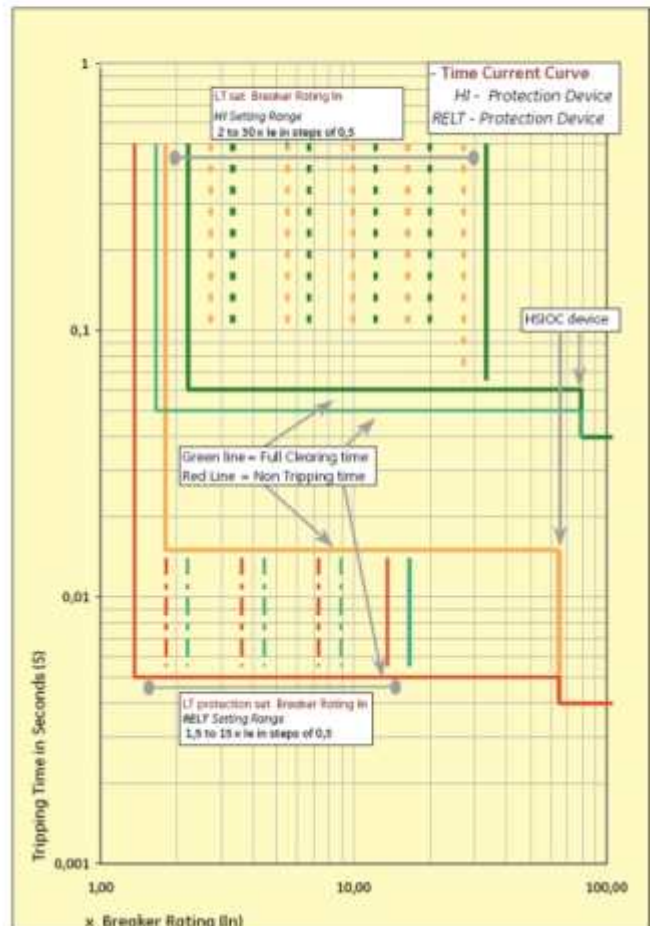 1
- Time Current Curve
HI - Protection Device
RELT - Protection Device
LT sat Breaker Rating In
HI Setting Range
2 to 30 x Ie in steps of 0,5
0,1
HSIOC device
Green line = Full Clearing time
Red Line = Non Tripping time
0,01
LT protection sat Breaker Rating In
RELT Setting Range
1,5 to 15 x Ie in steps of 0,5
Tripping Time in Seconds (S)
0,001
1,00
10,00
100,00
x Breaker Rating (In)